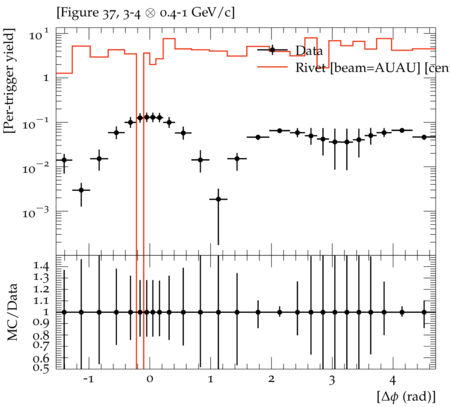 [Figure 37, 3-4 ⊗ 0.4-1 GeV/c]
[Per-trigger yield]
10^1
1
10^−1
10^−2
10^−3
Data
Rivet [beam=AUAU] [cen
MC/Data
1.4
1.3
1.2
1.1
1
0.9
0.8
0.7
0.6
0.5
-1 0 1 2 3 4
[Δϕ (rad)]